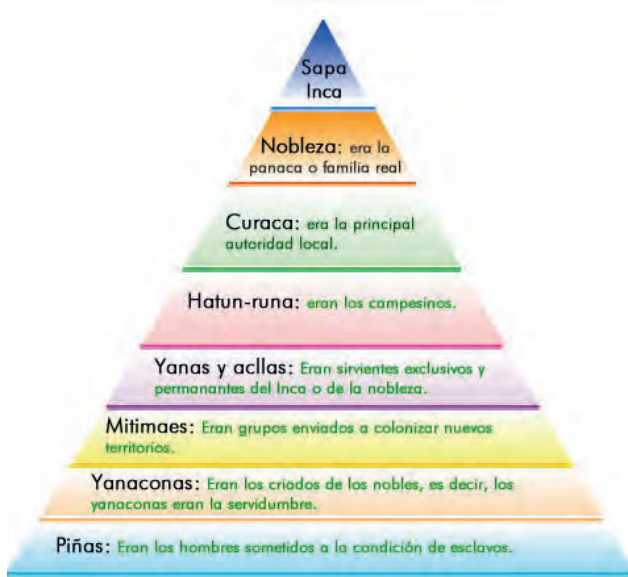 Sapa
Inca
Nobleza: era la
panaca o familia real
Curaca: era la principal
autoridad local.
Hatun-runa: eran los campesinos.
Yanas y acllas: Eran sirvientes exclusivos y
permanantes del Inca o de la nobleza.
Mitimaes: Eran grupos enviados a colonizar nuevos
territorios.
Yanaconas: Eran los criados de los nobles, es decir, los
yanaconas eran la servidumbre.
Piñas: Eran los hombres sometidos a la condición de esclavos.